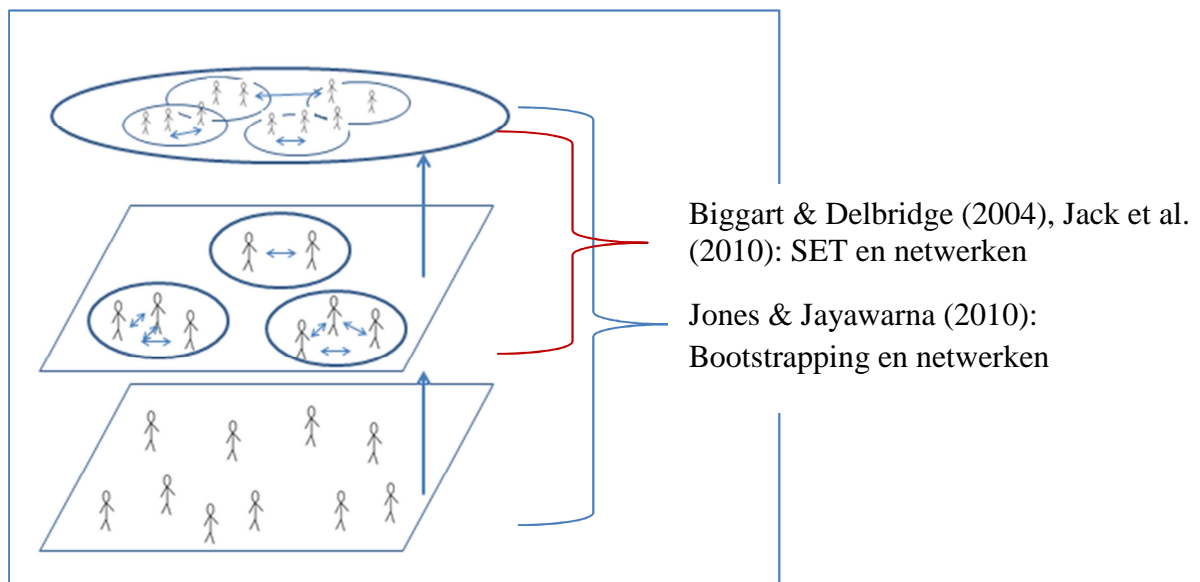 Biggart & Delbridge (2004), Jack et al.
(2010): SET en netwerken
Jones & Jayawarna (2010):
Bootstrapping en netwerken